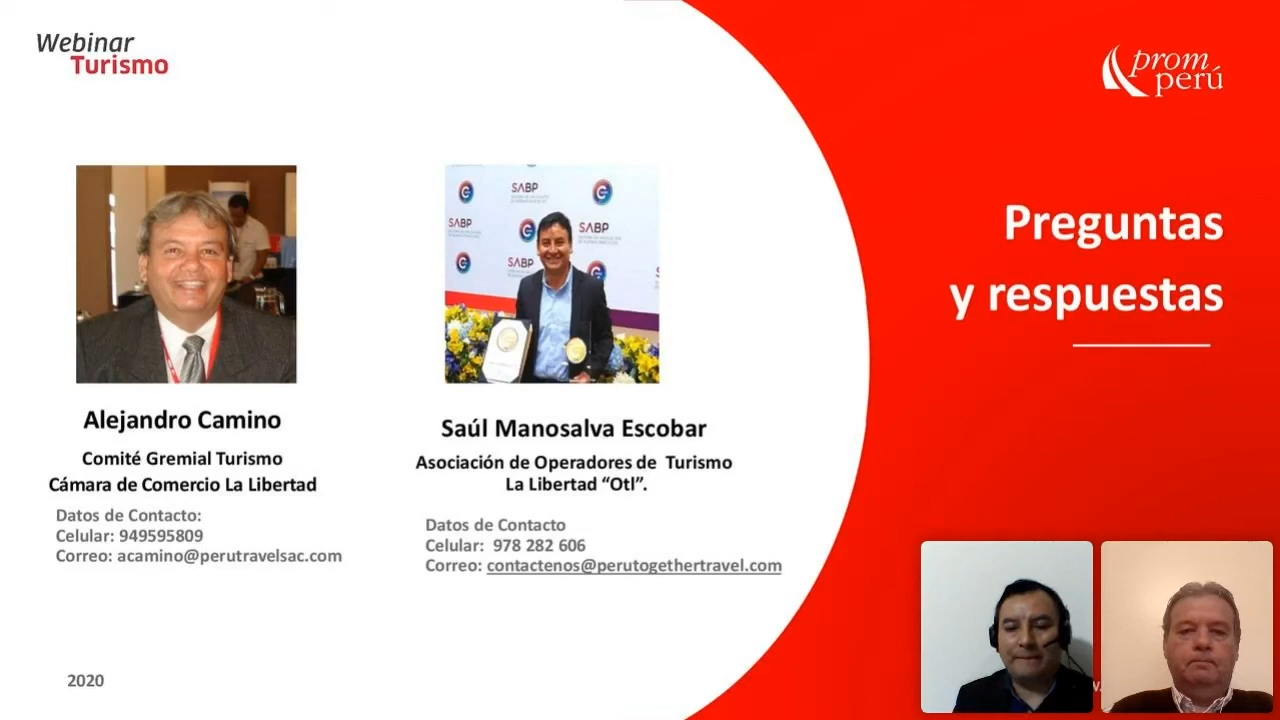 Webinar
Turismo
prom
perú
Preguntas
y respuestas
SABP
SABP
SABP
SABP
Alejandro Camino
Comité Gremial Turismo
Cámara de Comercio La Libertad
Datos de Contacto:
Celular: 949595809
Correo: acamino@perutravelsac.com
Saúl Manosalva Escobar
Asociación de Operadores de Turismo
La Libertad “Otl”.
Datos de Contacto
Celular: 978 282 606
Correo: contactenos@perutogethertravel.com
2020